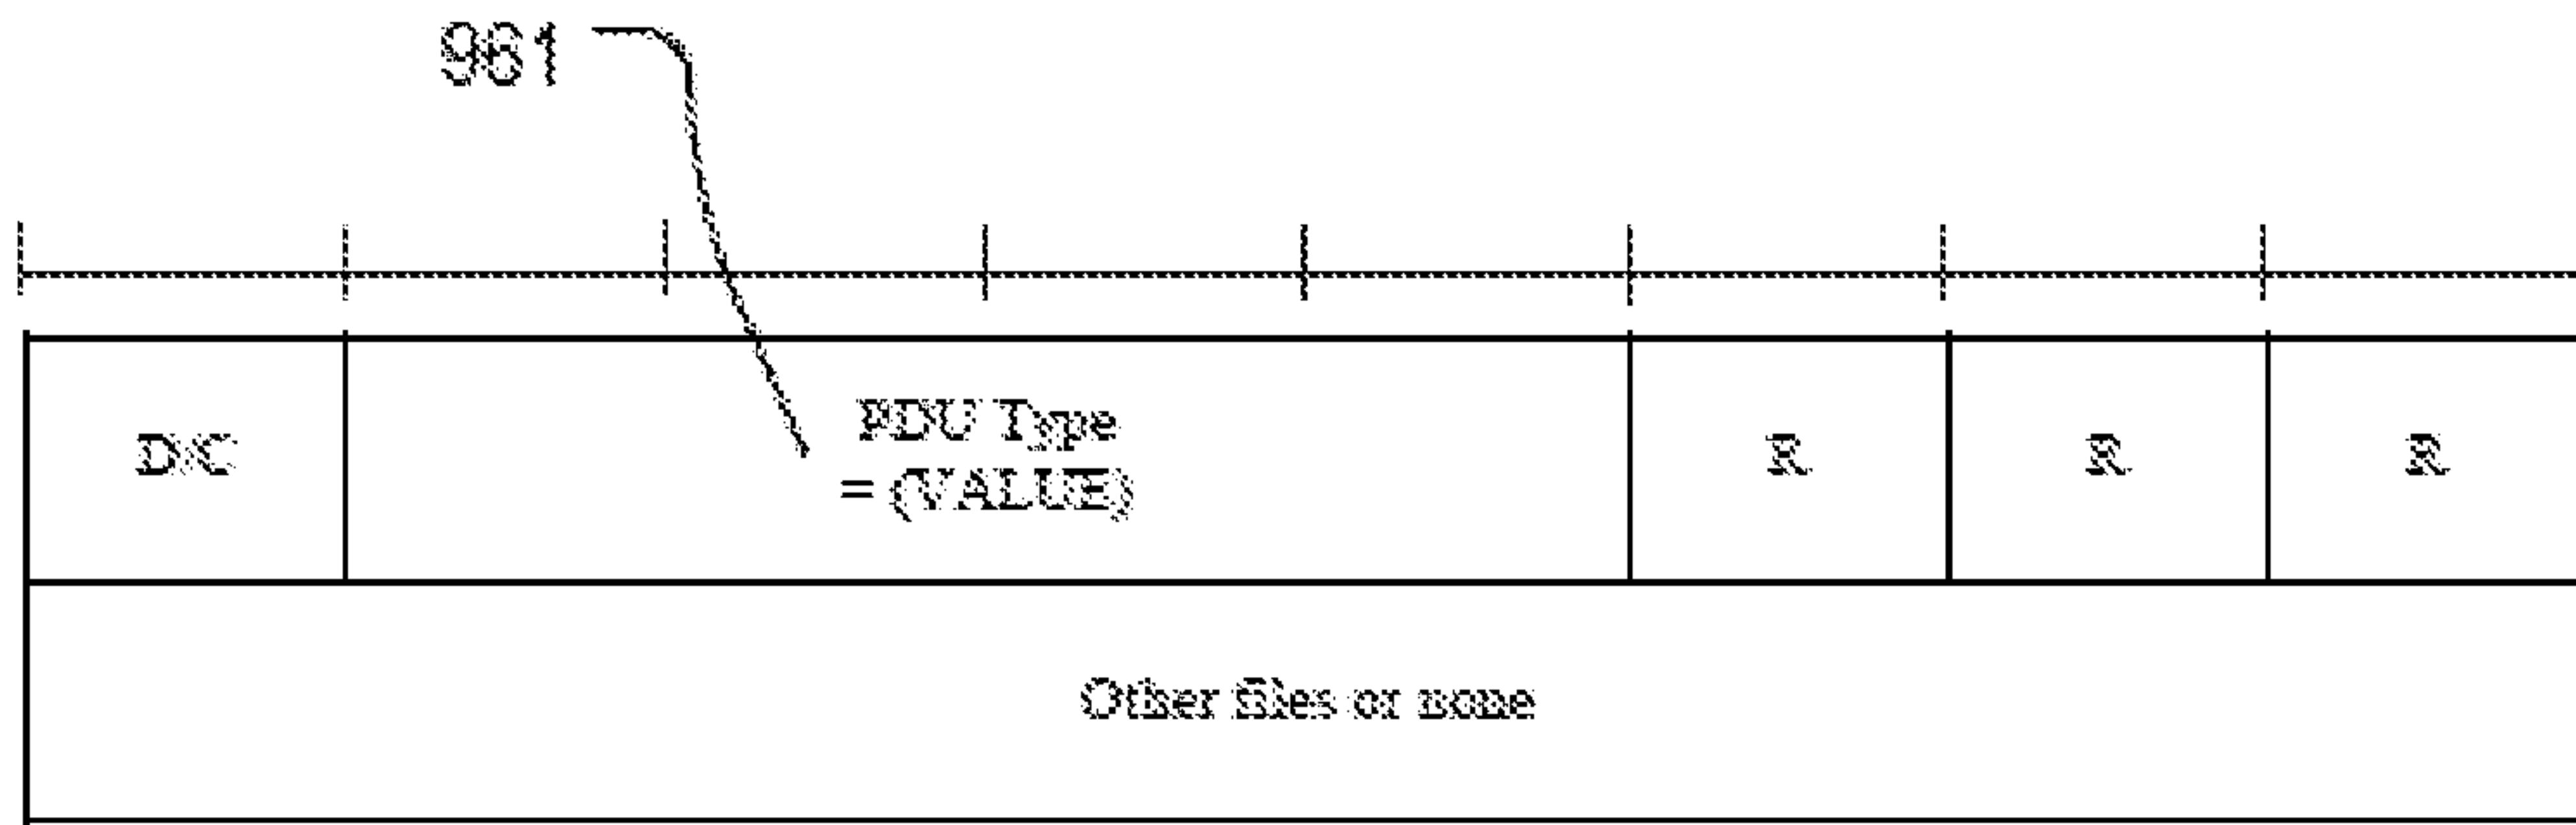 961
D/C
PDU Type
= (VALUE)
R
R
R
Other files or none